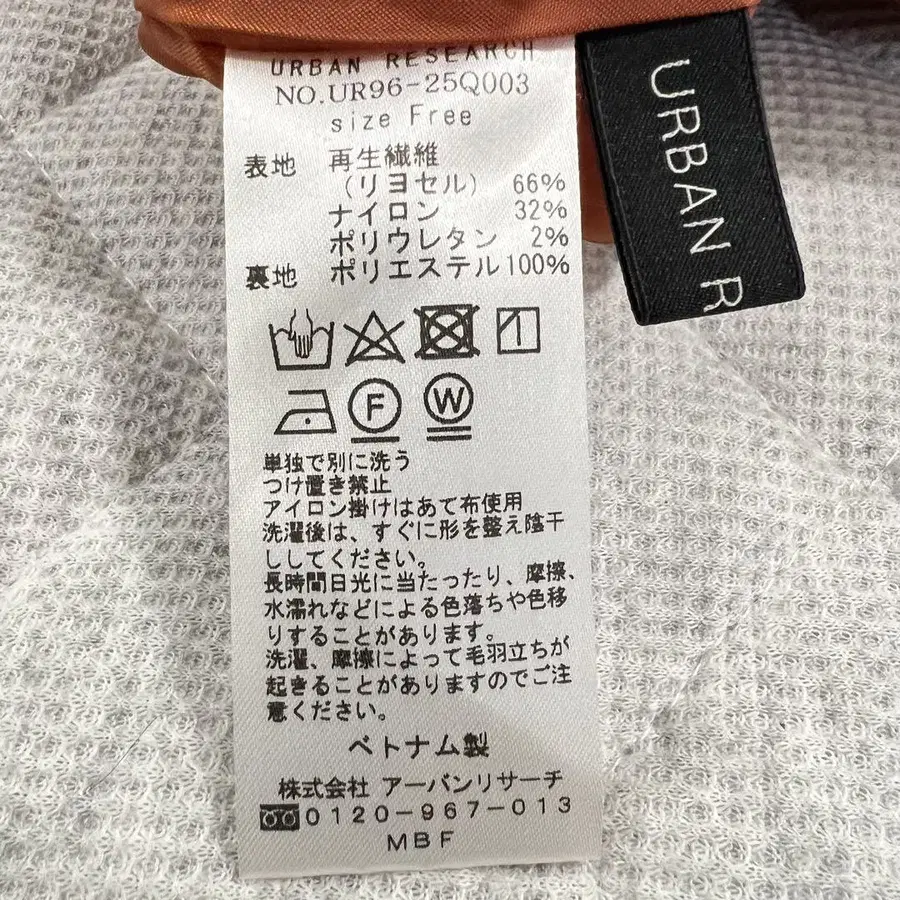 URBAN RESEARCH
NO.UR96-25Q003
size Free
表地 再生繊維
(リヨセル) 66%
ナイロン 32%
ポリウレタン 2%
裏地 ポリエステル100%
F W
単独で別に洗う
つけ置き禁止
アイロン掛けはあて布使用
洗濯後は、すぐに形を整え陰干
ししてください。
長時間日光に当たったり、摩擦、
水濡れなどによる色落ちや色移
りすることがあります。
洗濯、摩擦によって毛羽立ちが
起きることがありますのでご注
意ください。
ベトナム製
株式会社 アーバンリサーチ
0120-967-013
MBF
URBAN R